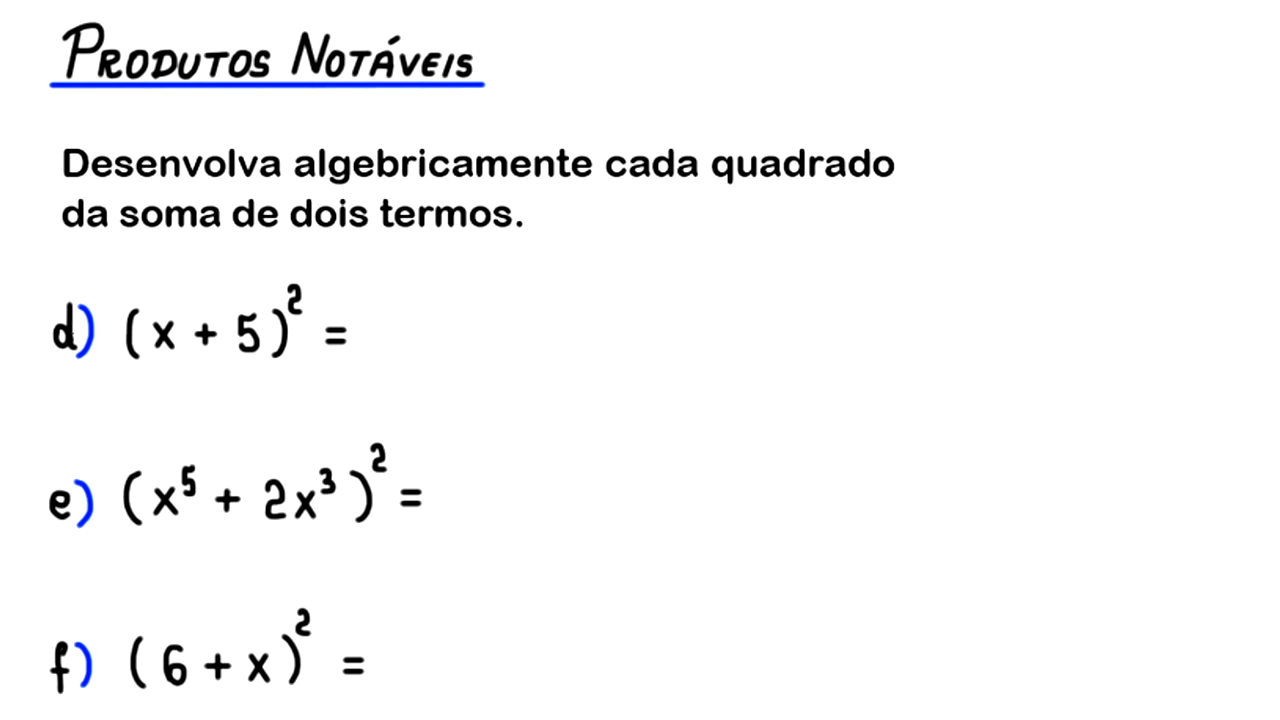 PRODUTOS NOTÁVEIS
Desenvolva algebricamente cada quadrado
da soma de dois termos.
d) (x + 5)² =
e) (x⁵ + 2x³)² =
f) (6 + x)² =